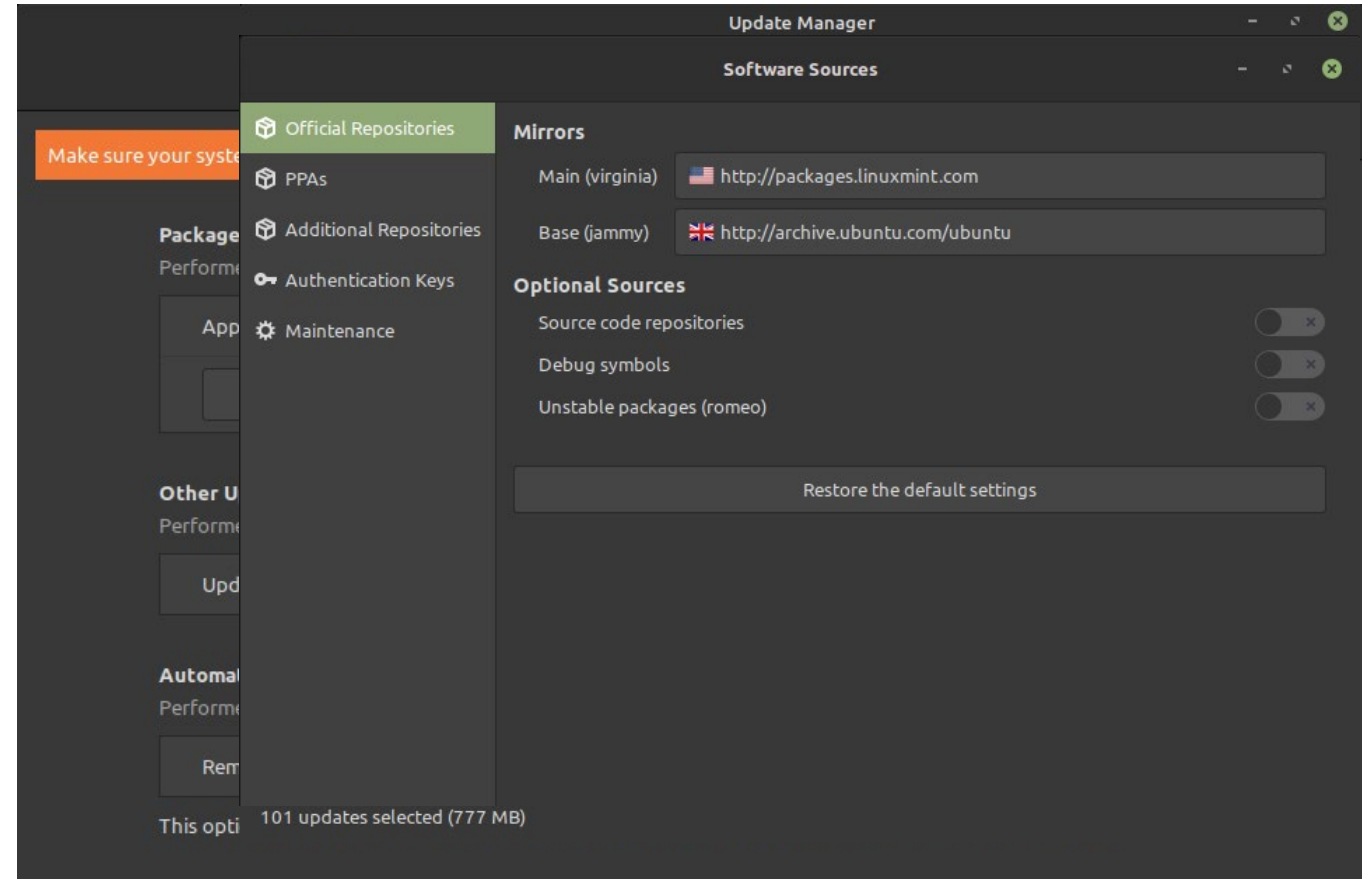 Update Manager
Software Sources
Make sure your syste
Package
Performe
App
Other U
Performe
Upd
Automa
Performe
Rem
This opti
Official Repositories
PPAs
Additional Repositories
Authentication Keys
Maintenance
Mirrors
Main (virginia) http://packages.linuxmint.com
Base (jammy) http://archive.ubuntu.com/ubuntu
Optional Sources
Source code repositories
Debug symbols
Unstable packages (romeo)
Restore the default settings
101 updates selected (777 MB)